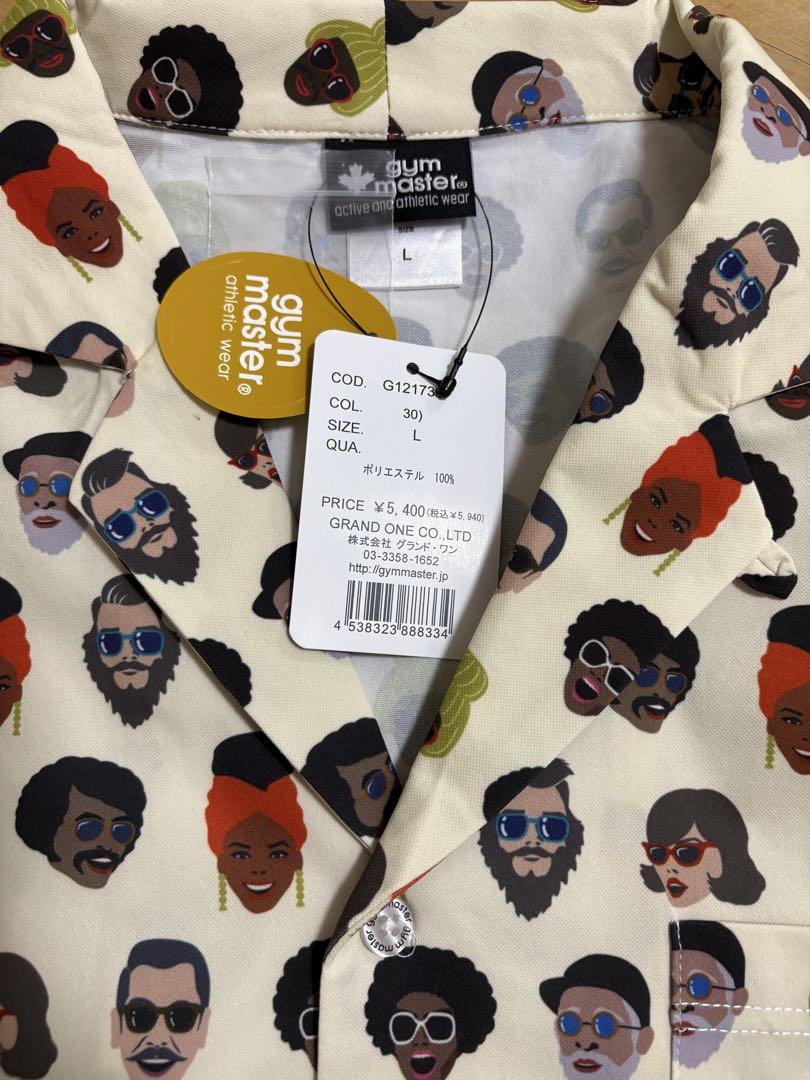 gym
master®
active and athletic wear
SIZE
L
gym
master®
athletic wear
COD. G12173
COL. 30)
SIZE. L
QUA.
ポリエステル 100%
PRICE ¥5,400(税込¥5,940)
GRAND ONE CO.,LTD
株式会社 グランド・ワン
03-3358-1652
http://gymmaster.jp
4 538323 888334
gym master gym master